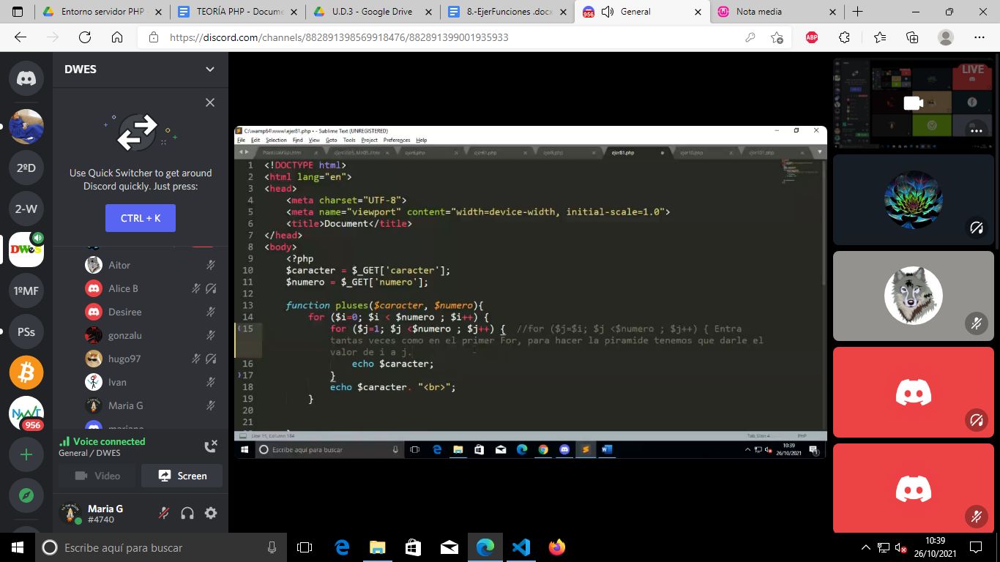 Entorno servidor PHP -
TEORÍA PHP - Docume
U.D.3 - Google Drive
8.-EjerFunciones .docx
956
General
Nota media
https://discord.com/channels/882891398569918476/882891399001935933
ABP
DWES
Use Quick Switcher to get around
Discord quickly. Just press:
CTRL + K
2ºD
2-W
DWeS
1ºMF
PSs
956
Aitor
Alice B
Desiree
gonzalu
hugo97
Ivan
Maria G
mariano
Voice connected
General / DWES
Video
Screen
Maria G
#4740
C:\wamp64\www\ejer81.php • - Sublime Text (UNREGISTERED)
File Edit Selection Find View Goto Tools Project Preferences Help
ejer81.php
1 <!DOCTYPE html>
2 <html lang="en">
3 <head>
4 <meta charset="UTF-8">
5 <meta name="viewport" content="width=device-width, initial-scale=1.0">
6 <title>Document</title>
7 </head>
8 <body>
9 <?php
10 $caracter = $_GET['caracter'];
11 $numero = $_GET['numero'];
12
13 function pluses($caracter, $numero){
14 for ($i=0; $i < $numero ; $i++) {
15 for ($j=1; $j <$numero ; $j++) { //for ($j=$i; $j <$numero ; $j++) { Entra
tantas veces como en el primer For, para hacer la piramide tenemos que darle el
valor de i a j.
16 echo $caracter;
17 }
18 echo $caracter. "<br>";
19 }
20
21
Line 15, Column 184
Tab Size: 4
PHP
Escribe aquí para buscar
10:39
26/10/2021
LIVE
Escribe aquí para buscar
10:39
26/10/2021